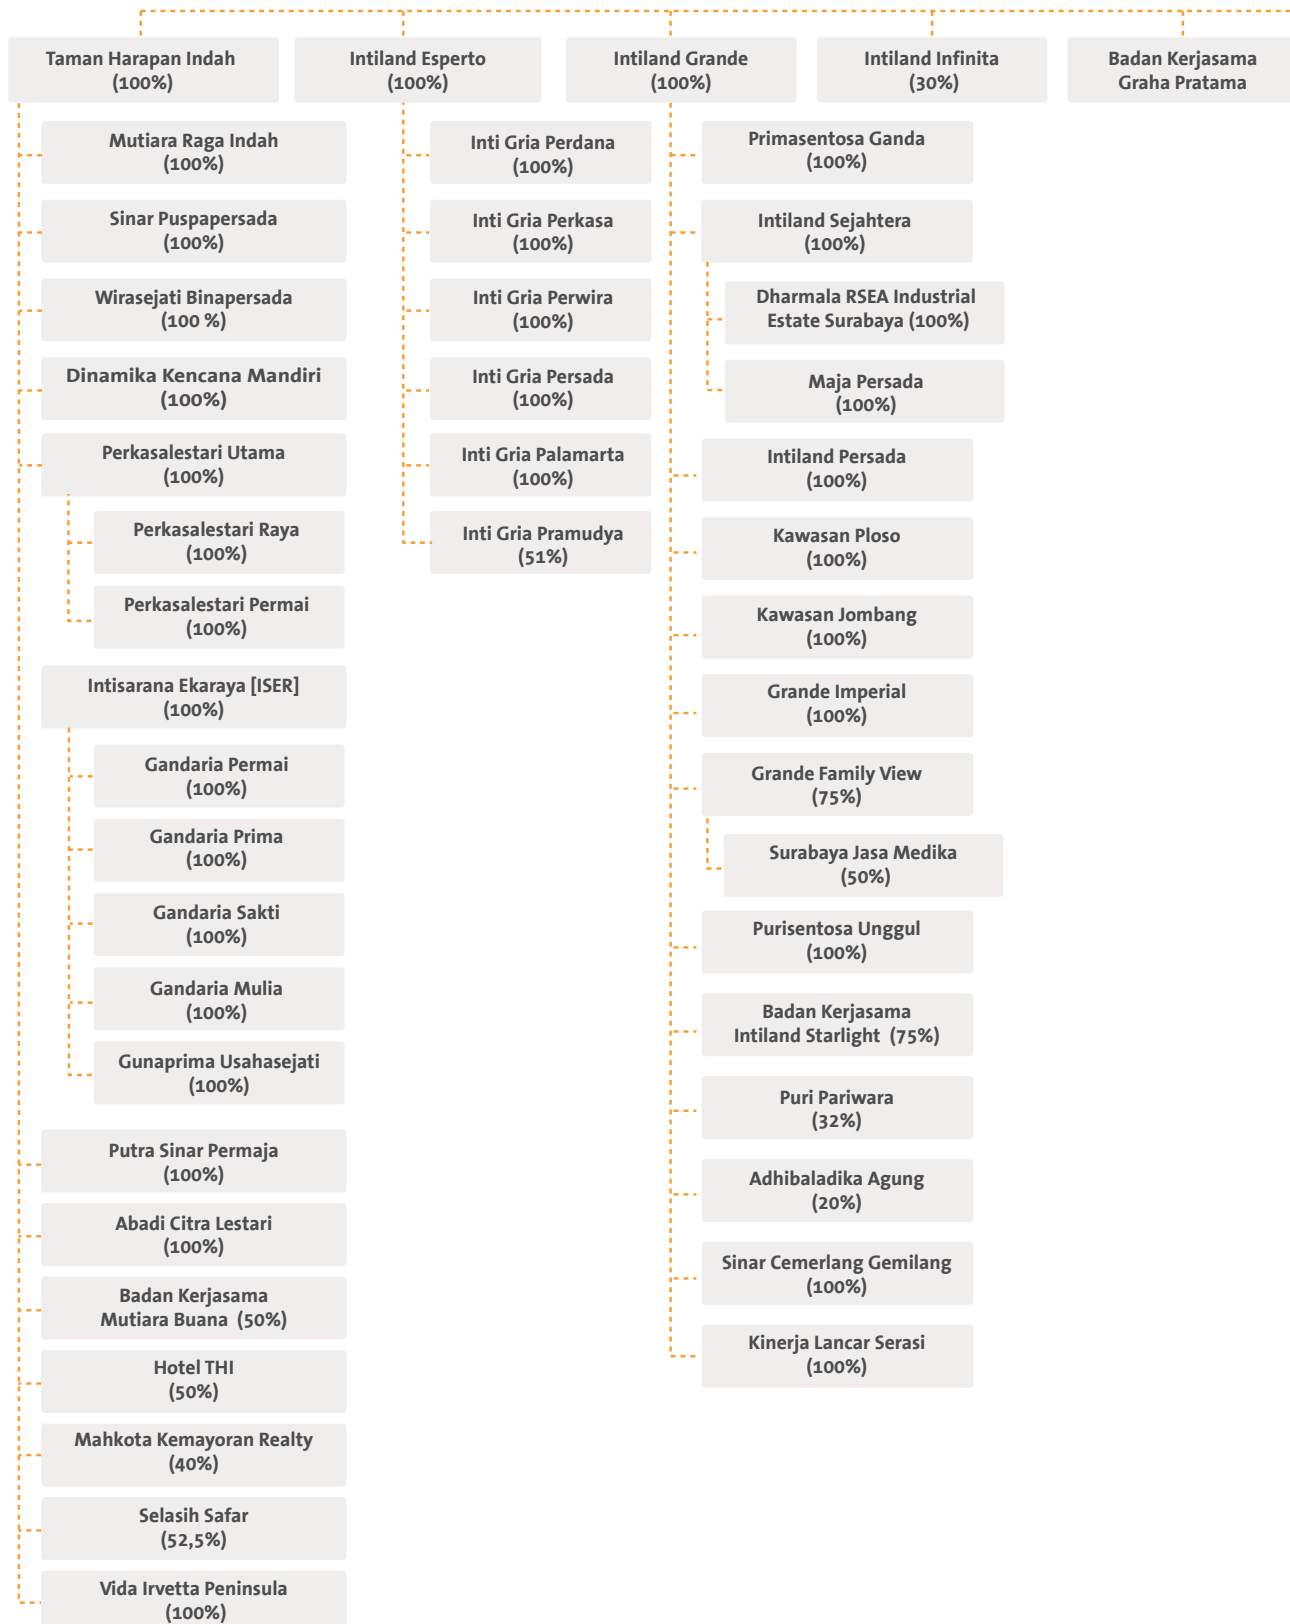 Taman Harapan Indah
(100%)
Intiland Esperto
(100%)
Intiland Grande
(100%)
Intiland Infinita
(30%)
Badan Kerjasama
Graha Pratama
Mutiara Raga Indah
(100%)
Sinar Puspapersada
(100%)
Wirasejati Binapersada
(100 %)
Dinamika Kencana Mandiri
(100%)
Perkasalestari Utama
(100%)
Perkasalestari Raya
(100%)
Perkasalestari Permai
(100%)
Intisarana Ekaraya [ISER]
(100%)
Gandaria Permai
(100%)
Gandaria Prima
(100%)
Gandaria Sakti
(100%)
Gandaria Mulia
(100%)
Gunaprima Usahasejati
(100%)
Putra Sinar Permaja
(100%)
Abadi Citra Lestari
(100%)
Badan Kerjasama
Mutiara Buana (50%)
Hotel THI
(50%)
Mahkota Kemayoran Realty
(40%)
Selasih Safar
(52,5%)
Vida Irvetta Peninsula
(100%)
Inti Gria Perdana
(100%)
Inti Gria Perkasa
(100%)
Inti Gria Perwira
(100%)
Inti Gria Persada
(100%)
Inti Gria Palamarta
(100%)
Inti Gria Pramudya
(51%)
Primasentosa Ganda
(100%)
Intiland Sejahtera
(100%)
Dharmala RSEA Industrial
Estate Surabaya (100%)
Maja Persada
(100%)
Intiland Persada
(100%)
Kawasan Ploso
(100%)
Kawasan Jombang
(100%)
Grande Imperial
(100%)
Grande Family View
(75%)
Surabaya Jasa Medika
(50%)
Purisentosa Unggul
(100%)
Badan Kerjasama
Intiland Starlight (75%)
Puri Pariwara
(32%)
Adhibaladika Agung
(20%)
Sinar Cemerlang Gemilang
(100%)
Kinerja Lancar Serasi
(100%)